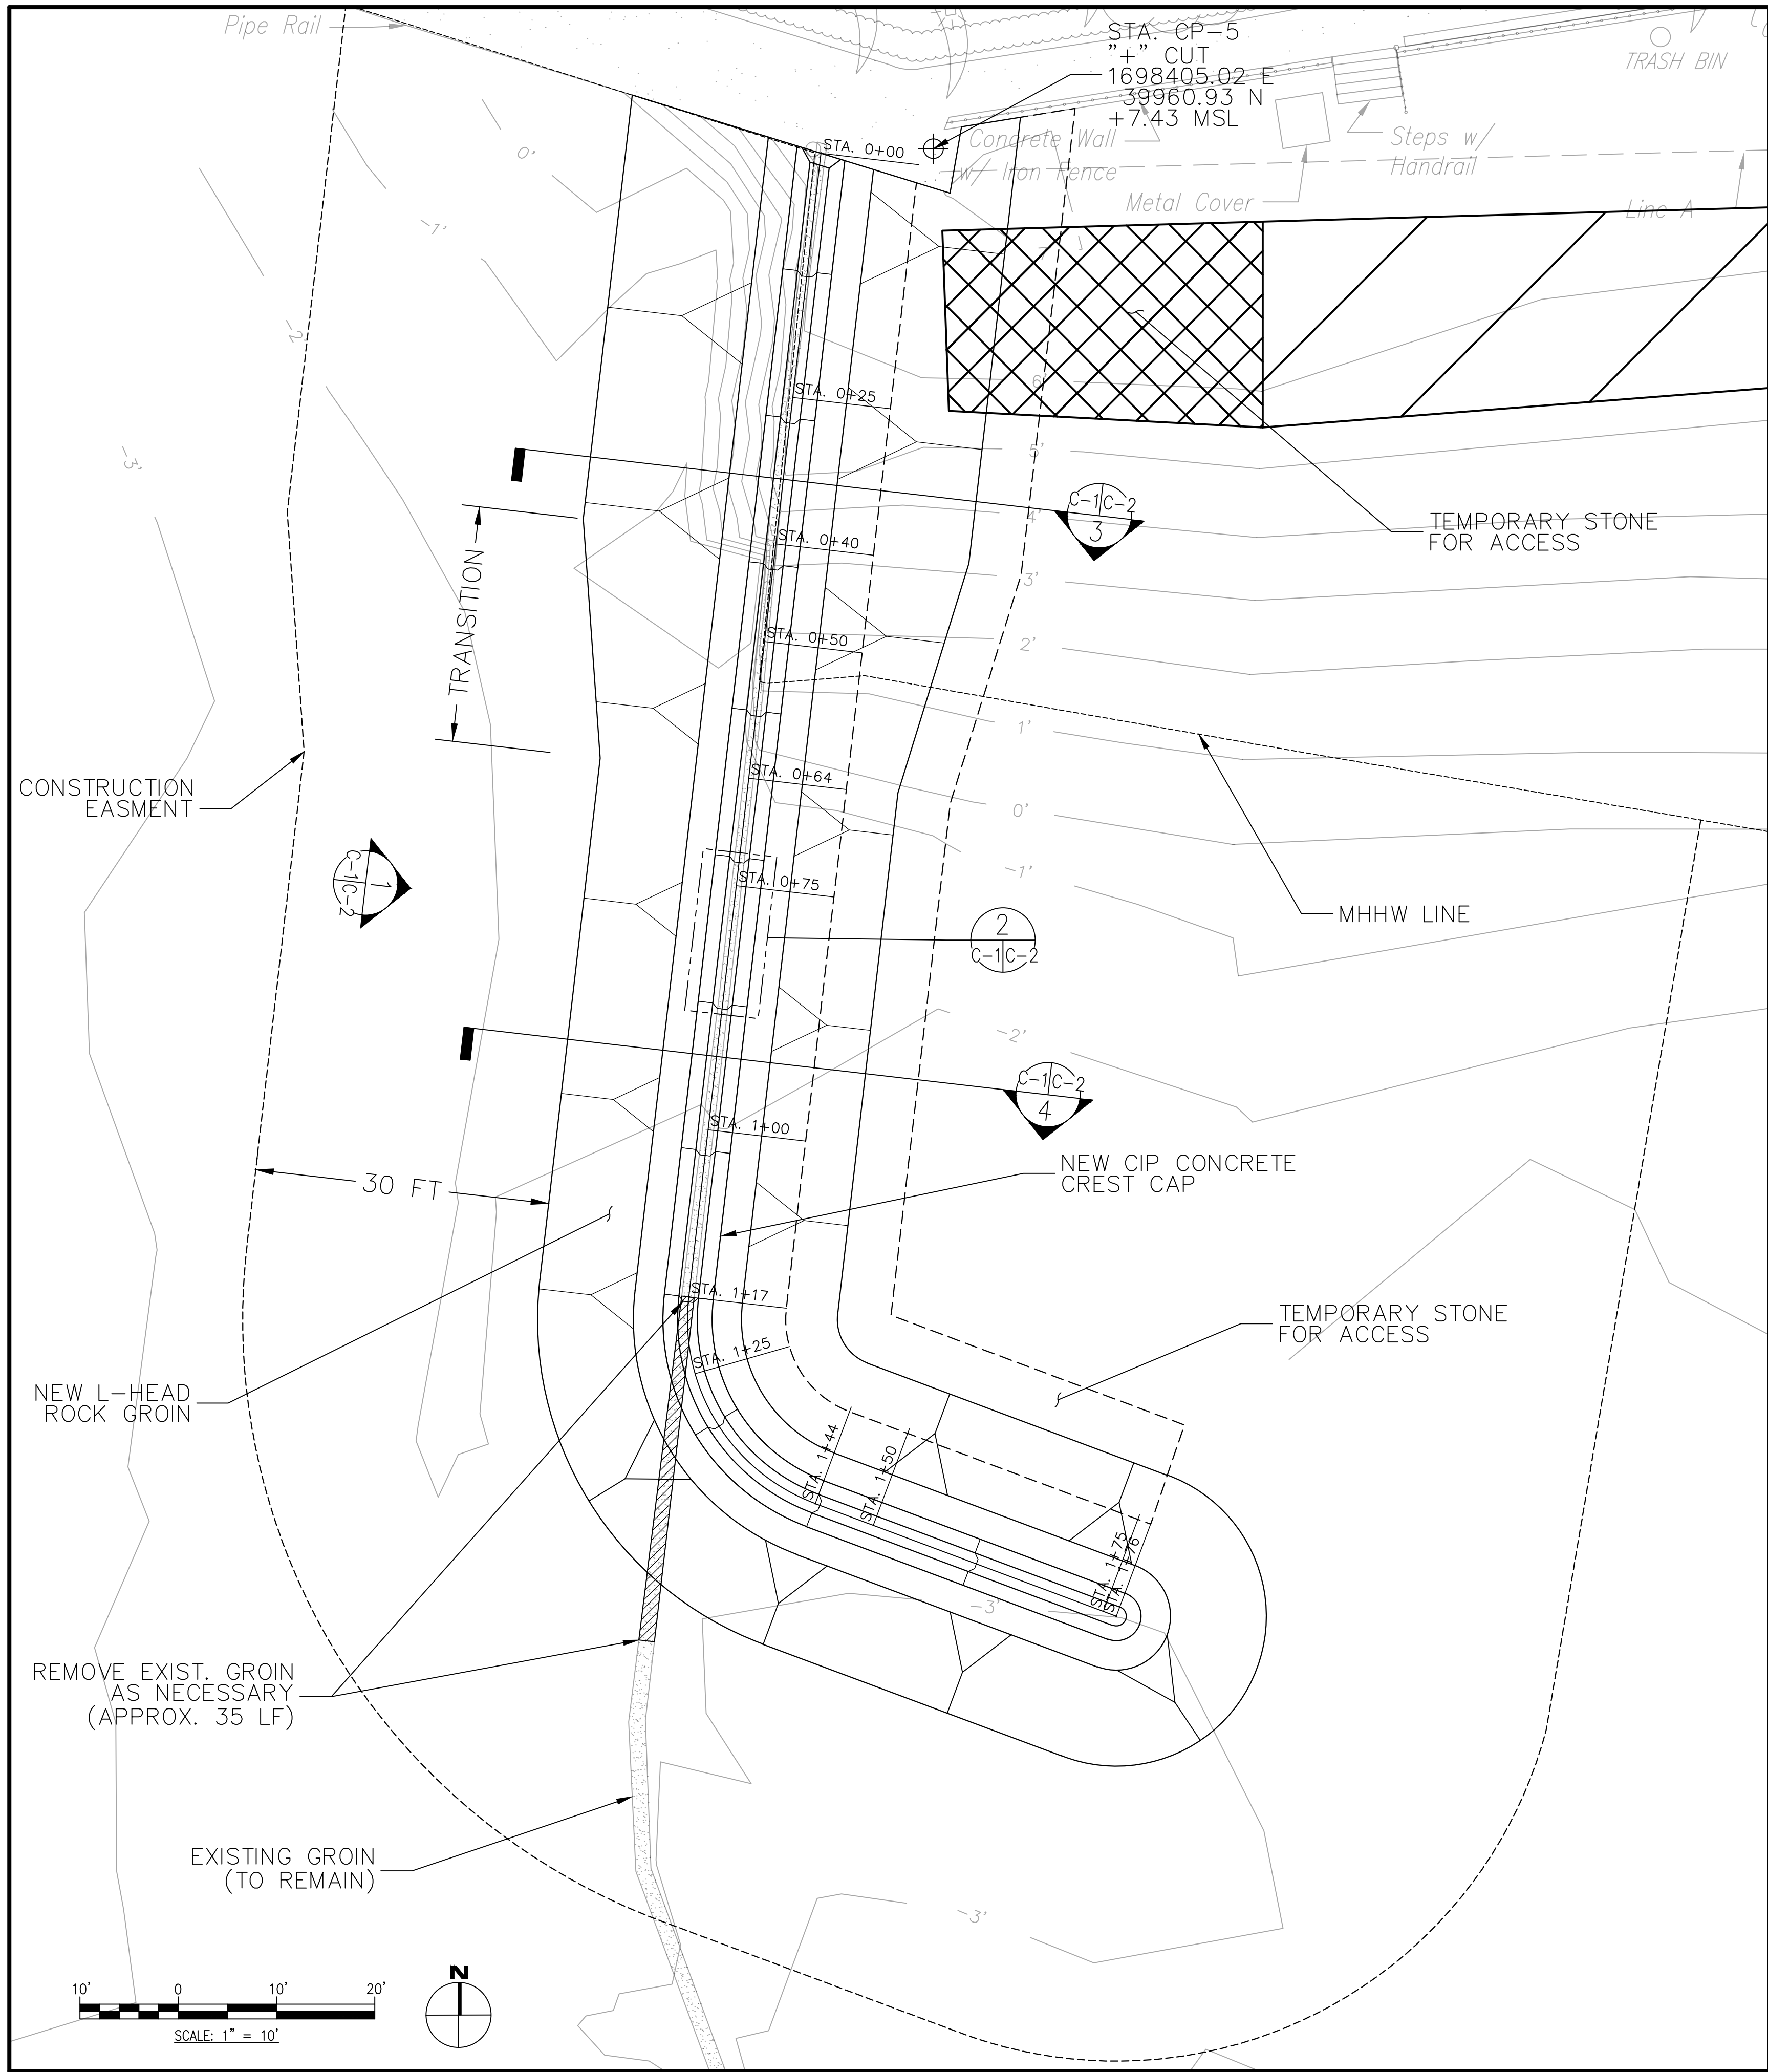 Pipe Rail
STA. CP-5
"+" CUT
1698405.02 E
39960.93 N
+7.43 MSL
TRASH BIN
Concrete Wall
w/ Iron Fence
Steps w/
Handrail
Metal Cover
Line A
STA. 0+00
0'
-1'
-2'
-3'
STA. 0+25
6'
5'
4'
3'
2'
1'
0'
-1'
-2'
C-1 C-2
3
TEMPORARY STONE
FOR ACCESS
STA. 0+40
TRANSITION
STA. 0+50
STA. 0+64
CONSTRUCTION
EASMENT
1
C-1 C-2
STA. 0+75
2
C-1 C-2
MHHW LINE
C-1 C-2
4
STA. 1+00
30 FT
NEW CIP CONCRETE
CREST CAP
STA. 1+17
TEMPORARY STONE
FOR ACCESS
STA. 1+25
NEW L-HEAD
ROCK GROIN
STA. 1+44
STA. 1+50
STA. 1+75
STA. 1+76
-3'
REMOVE EXIST. GROIN
AS NECESSARY
(APPROX. 35 LF)
EXISTING GROIN
(TO REMAIN)
-3'
10' 0 10' 20'
SCALE: 1" = 10'
N